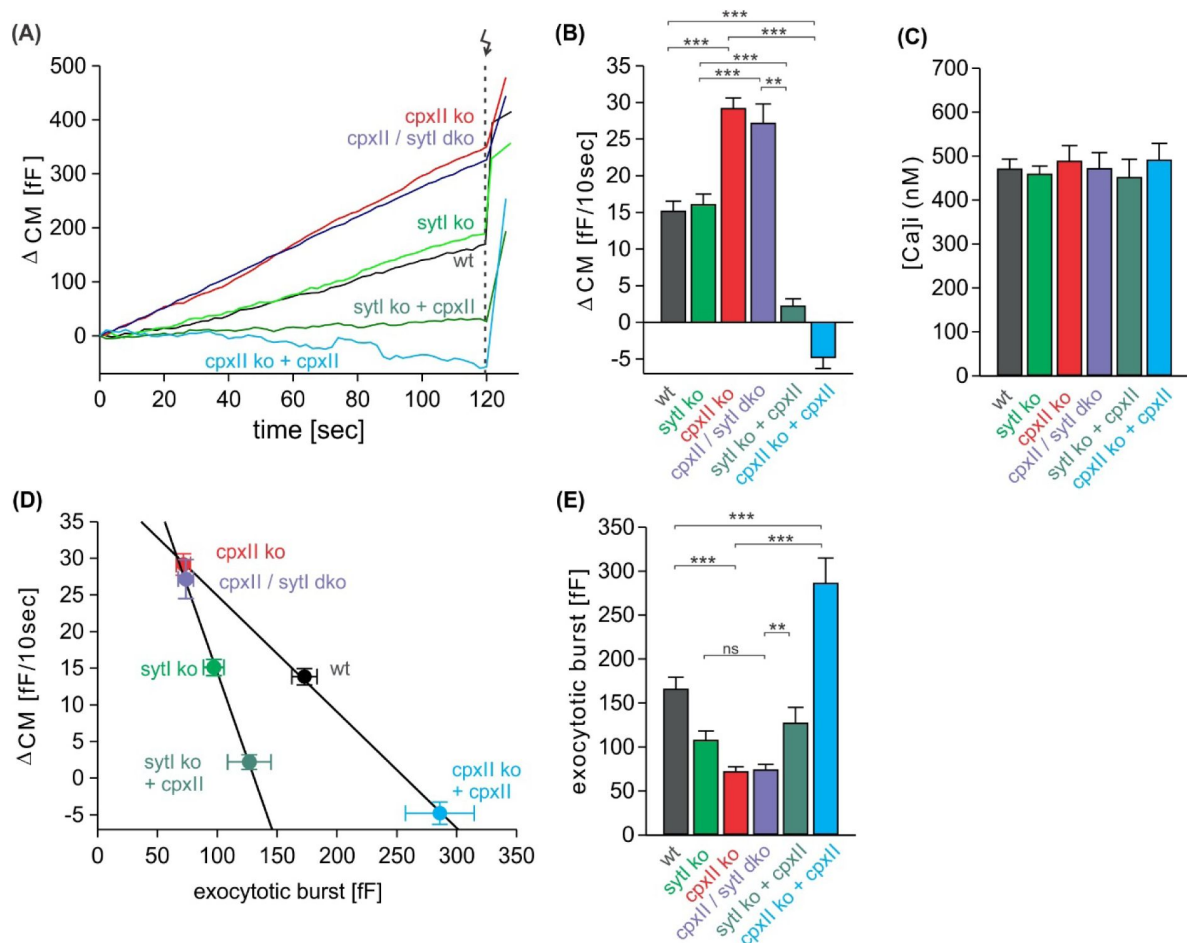 (A)
Δ CM [fF]
500
400
300
200
100
0
0
20
40
60
80
100
120
time [sec]
cpxII ko
cpxII / sytI dko
sytI ko
wt
sytI ko + cpxII
cpxII ko + cpxII
(B)
***
***
***
***
***
**
Δ CM [fF/10sec]
35
30
25
20
15
10
5
0
-5
wt
sytI ko
cpxII ko
cpxII / sytI dko
sytI ko + cpxII
cpxII ko + cpxII
(C)
[Ca]i (nM)
700
600
500
400
300
200
100
0
wt
sytI ko
cpxII ko
cpxII / sytI dko
sytI ko + cpxII
cpxII ko + cpxII
(D)
ΔCM [fF/10sec]
35
30
25
20
15
10
5
0
-5
0
50
100
150
200
250
300
350
exocytotic burst [fF]
cpxII ko
cpxII / sytI dko
sytI ko
wt
sytI ko
+ cpxII
cpxII ko
+ cpxII
(E)
***
***
***
**
ns
exocytotic burst [fF]
350
300
250
200
150
100
50
0
wt
sytI ko
cpxII ko
cpxII / sytI dko
sytI ko + cpxII
cpxII ko + cpxII